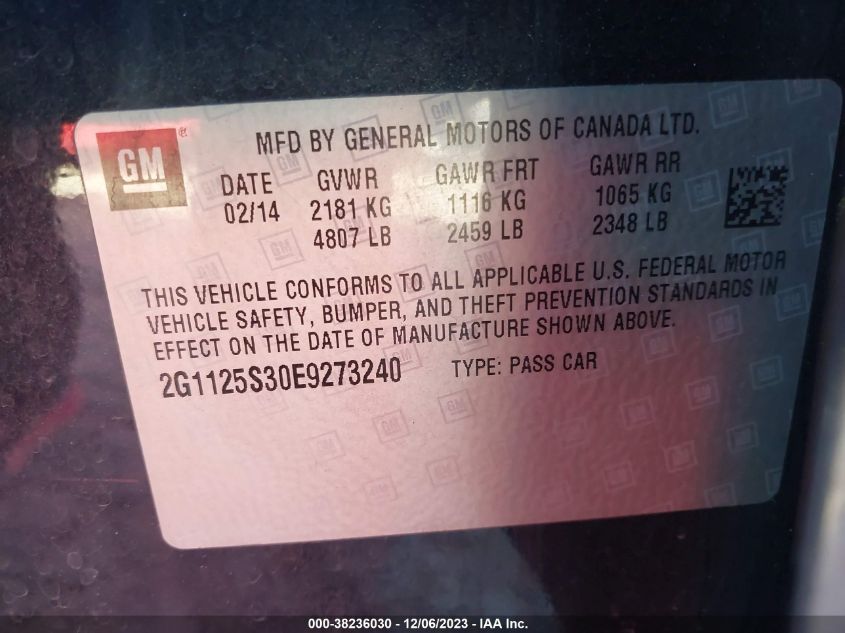 GM®
MFD BY GENERAL MOTORS OF CANADA LTD.
DATE GVWR GAWR FRT GAWR RR
02/14 2181 KG 1116 KG 1065 KG
4807 LB 2459 LB 2348 LB
THIS VEHICLE CONFORMS TO ALL APPLICABLE U.S. FEDERAL MOTOR
VEHICLE SAFETY, BUMPER, AND THEFT PREVENTION STANDARDS IN
EFFECT ON THE DATE OF MANUFACTURE SHOWN ABOVE.
2G1125S30E9273240 TYPE: PASS CAR
000-38236030 - 12/06/2023 - IAA Inc.